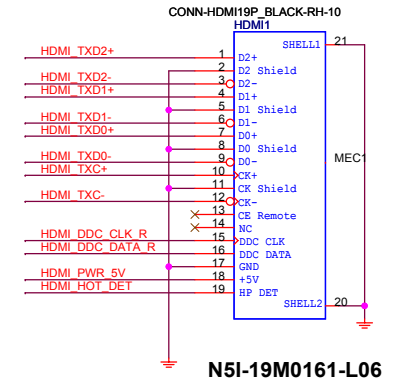 CONN-HDMI19P_BLACK-RH-10
HDMI1
HDMI_TXD2+ 1 D2+ SHELL1 21
2 D2 Shield
HDMI_TXD2- 3 D2-
HDMI_TXD1+ 4 D1+
5 D1 Shield
HDMI_TXD1- 6 D1-
HDMI_TXD0+ 7 D0+
8 D0 Shield
HDMI_TXD0- 9 D0- MEC1
HDMI_TXC+ 10 CK+
11 CK Shield
HDMI_TXC- 12 CK-
13 CE Remote
14 NC
HDMI_DDC_CLK_R 15 DDC CLK
HDMI_DDC_DATA_R 16 DDC DATA
17 GND
HDMI_PWR_5V 18 +5V
HDMI_HOT_DET 19 HP DET
SHELL2 20
N5I-19M0161-L06